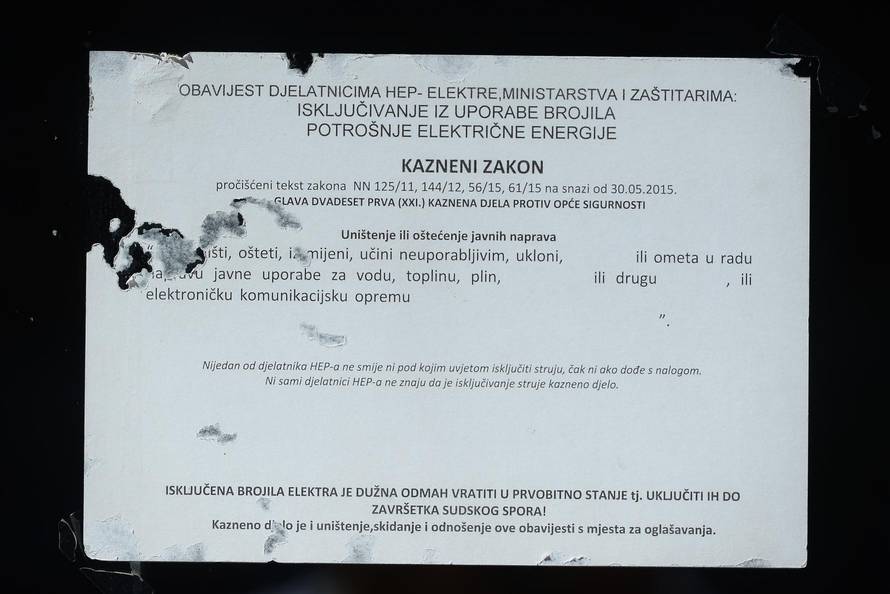 OBAVIJEST DJELATNICIMA HEP- ELEKTRE,MINISTARSTVA I ZAŠTITARIMA:
ISKLJUČIVANJE IZ UPORABE BROJILA
POTROŠNJE ELEKTRIČNE ENERGIJE
KAZNENI ZAKON
pročišćeni tekst zakona NN 125/11, 144/12, 56/15, 61/15 na snazi od 30.05.2015.
GLAVA DVADESET PRVA (XXI.) KAZNENA DJELA PROTIV OPĆE SIGURNOSTI
Uništenje ili oštećenje javnih naprava
ošteti, učini neuporabljivim, ukloni, ili ometa u radu
javne uporabe za vodu, toplinu, plin, ili drugu , ili
elektroničku komunikacijsku opremu
”.
Nijedan od djelatnika HEP-a ne smije ni pod kojim uvjetom isključiti struju, čak ni ako dođe s nalogom.
Ni sami djelatnici HEP-a ne znaju da je isključivanje struje kazneno djelo.
ISKLJUČENA BROJILA ELEKTRA JE DUŽNA ODMAH VRATITI U PRVOBITNO STANJE tj. UKLJUČITI IH DO
ZAVRŠETKA SUDSKOG SPORA!
Kazneno djelo je i uništenje,skidanje i odnošenje ove obavijesti s mjesta za oglašavanja.